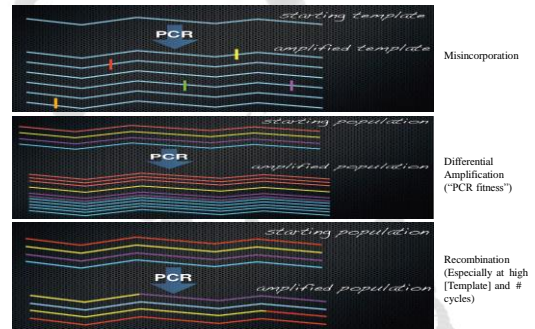 starting template
PCR
amplified template
Misincorporation
starting population
PCR
amplified population
Differential
Amplification
(“PCR fitness”)
starting population
PCR
amplified population
Recombination
(Especially at high
[Template] and #
cycles)